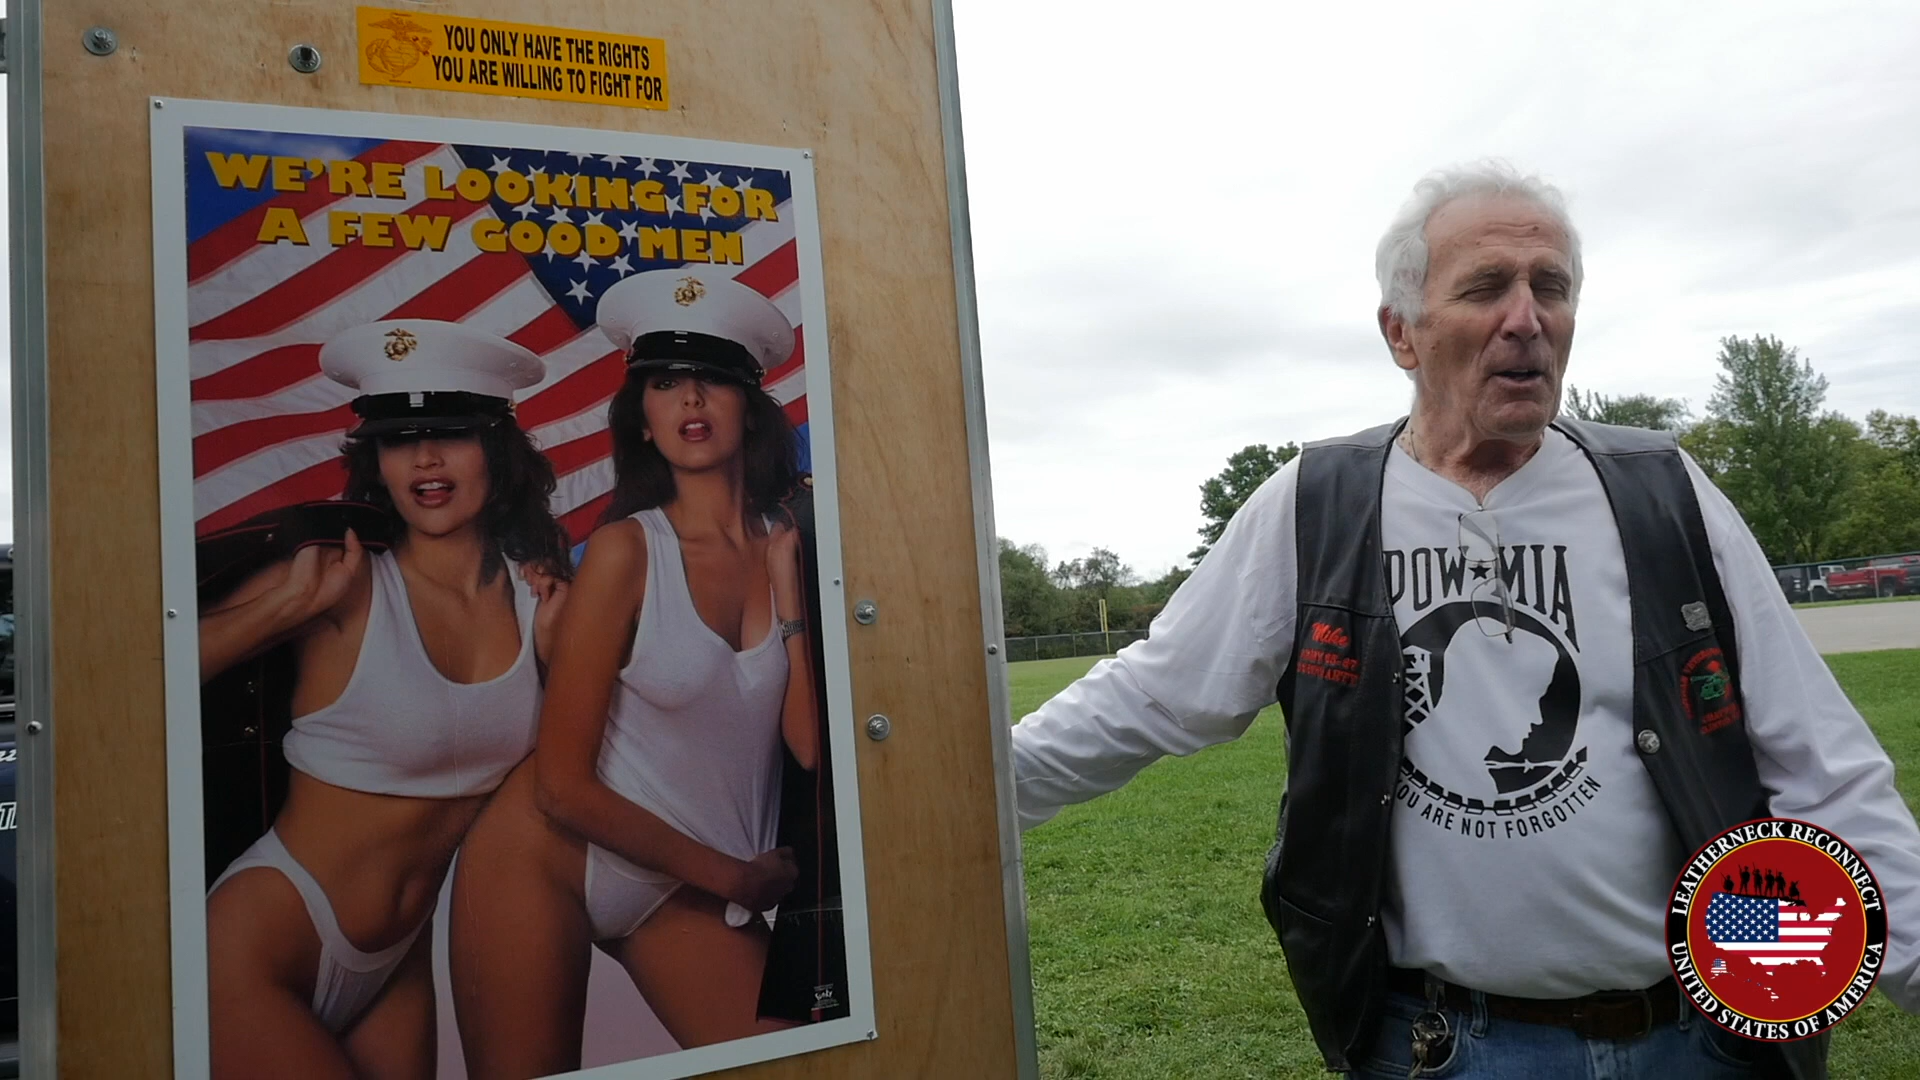 YOU ONLY HAVE THE RIGHTS
YOU ARE WILLING TO FIGHT FOR
WE'RE LOOKING FOR
A FEW GOOD MEN
POW★MIA
YOU ARE NOT FORGOTTEN
Mike
LEATHERNECK RECONNECT
UNITED STATES OF AMERICA